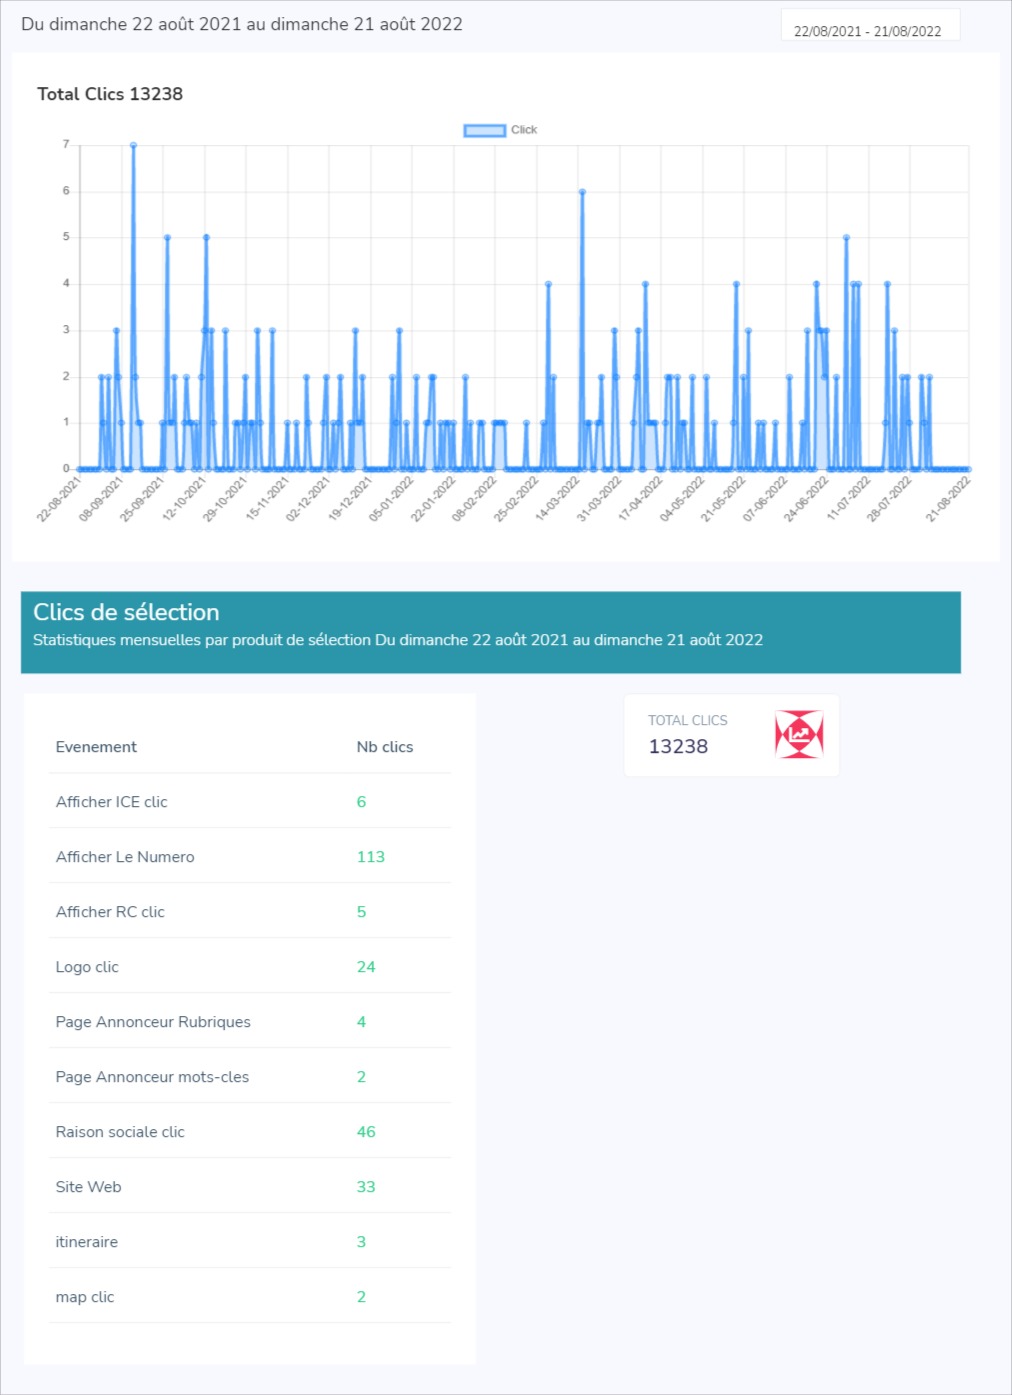 Du dimanche 22 août 2021 au dimanche 21 août 2022
22/08/2021 - 21/08/2022
Total Clics 13238
Click
7
6
5
4
3
2
1
0
22-08-2021
08-09-2021
25-09-2021
12-10-2021
29-10-2021
15-11-2021
02-12-2021
19-12-2021
05-01-2022
22-01-2022
08-02-2022
25-02-2022
14-03-2022
31-03-2022
17-04-2022
04-05-2022
21-05-2022
07-06-2022
24-06-2022
11-07-2022
28-07-2022
21-08-2022
Clics de sélection
Statistiques mensuelles par produit de sélection Du dimanche 22 août 2021 au dimanche 21 août 2022
Evenement Nb clics
Afficher ICE clic 6
Afficher Le Numero 113
Afficher RC clic 5
Logo clic 24
Page Annonceur Rubriques 4
Page Annonceur mots-cles 2
Raison sociale clic 46
Site Web 33
itineraire 3
map clic 2
TOTAL CLICS
13238